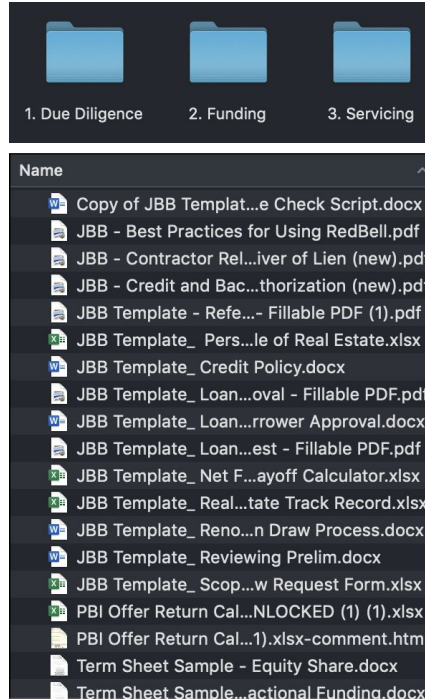 1. Due Diligence
2. Funding
3. Servicing
Name
Copy of JBB Templat...e Check Script.docx
JBB - Best Practices for Using RedBell.pdf
JBB - Contractor Rel...iver of Lien (new).pdf
JBB - Credit and Bac...thorization (new).pdf
JBB Template - Refe...- Fillable PDF (1).pdf
JBB Template_ Pers...le of Real Estate.xlsx
JBB Template_ Credit Policy.docx
JBB Template_ Loan...oval - Fillable PDF.pdf
JBB Template_ Loan...rrower Approval.docx
JBB Template_ Loan...est - Fillable PDF.pdf
JBB Template_ Net F...ayoff Calculator.xlsx
JBB Template_ Real...tate Track Record.xlsx
JBB Template_ Reno...n Draw Process.docx
JBB Template_ Reviewing Prelim.docx
JBB Template_ Scop...w Request Form.xlsx
PBI Offer Return Cal...NLOCKED (1) (1).xlsx
PBI Offer Return Cal...1).xlsx-comment.htm
Term Sheet Sample - Equity Share.docx
Term Sheet Sample...actional Funding.docx